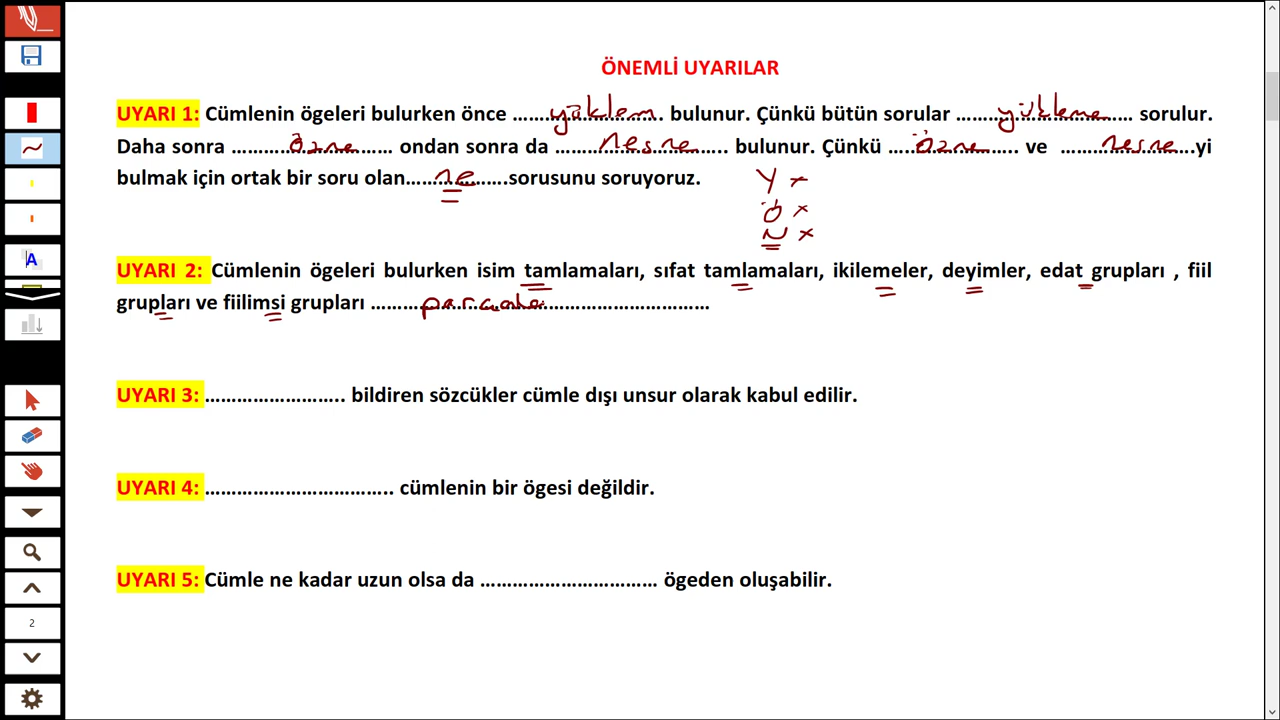 ÖNEMLİ UYARILAR
UYARI 1: Cümlenin ögeleri bulurken önce ……yüklem.. bulunur. Çünkü bütün sorular ……yükleme…… sorulur.
Daha sonra ………özne…… ondan sonra da ……nesne…….. bulunur. Çünkü …..özne….. ve ……nesne…..yi
bulmak için ortak bir soru olan……ne…….sorusunu soruyoruz.
Y ×
Ö ×
N ×
UYARI 2: Cümlenin ögeleri bulurken isim tamlamaları, sıfat tamlamaları, ikilemeler, deyimler, edat grupları , fiil
grupları ve fiilimsi grupları ………………………………………
UYARI 3: …………………….. bildiren sözcükler cümle dışı unsur olarak kabul edilir.
UYARI 4: …………………………….. cümlenin bir ögesi değildir.
UYARI 5: Cümle ne kadar uzun olsa da …………………………… ögeden oluşabilir.
A
2